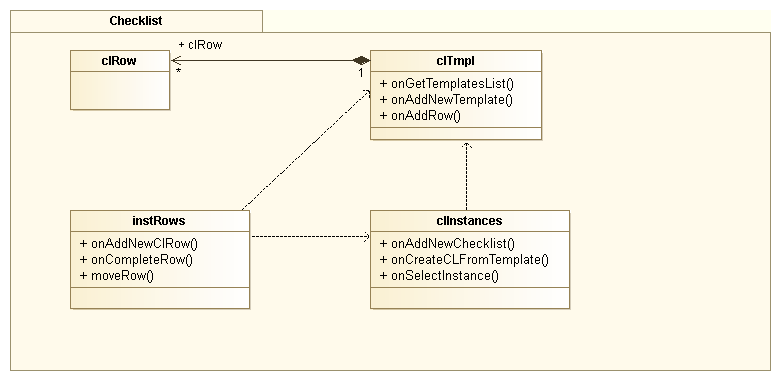 Checklist
clRow
+ clRow
*
1
clTmpl
+ onGetTemplatesList()
+ onAddNewTemplate()
+ onAddRow()
instRows
+ onAddNewClRow()
+ onCompleteRow()
+ moveRow()
clInstances
+ onAddNewChecklist()
+ onCreateCLFromTemplate()
+ onSelectInstance()